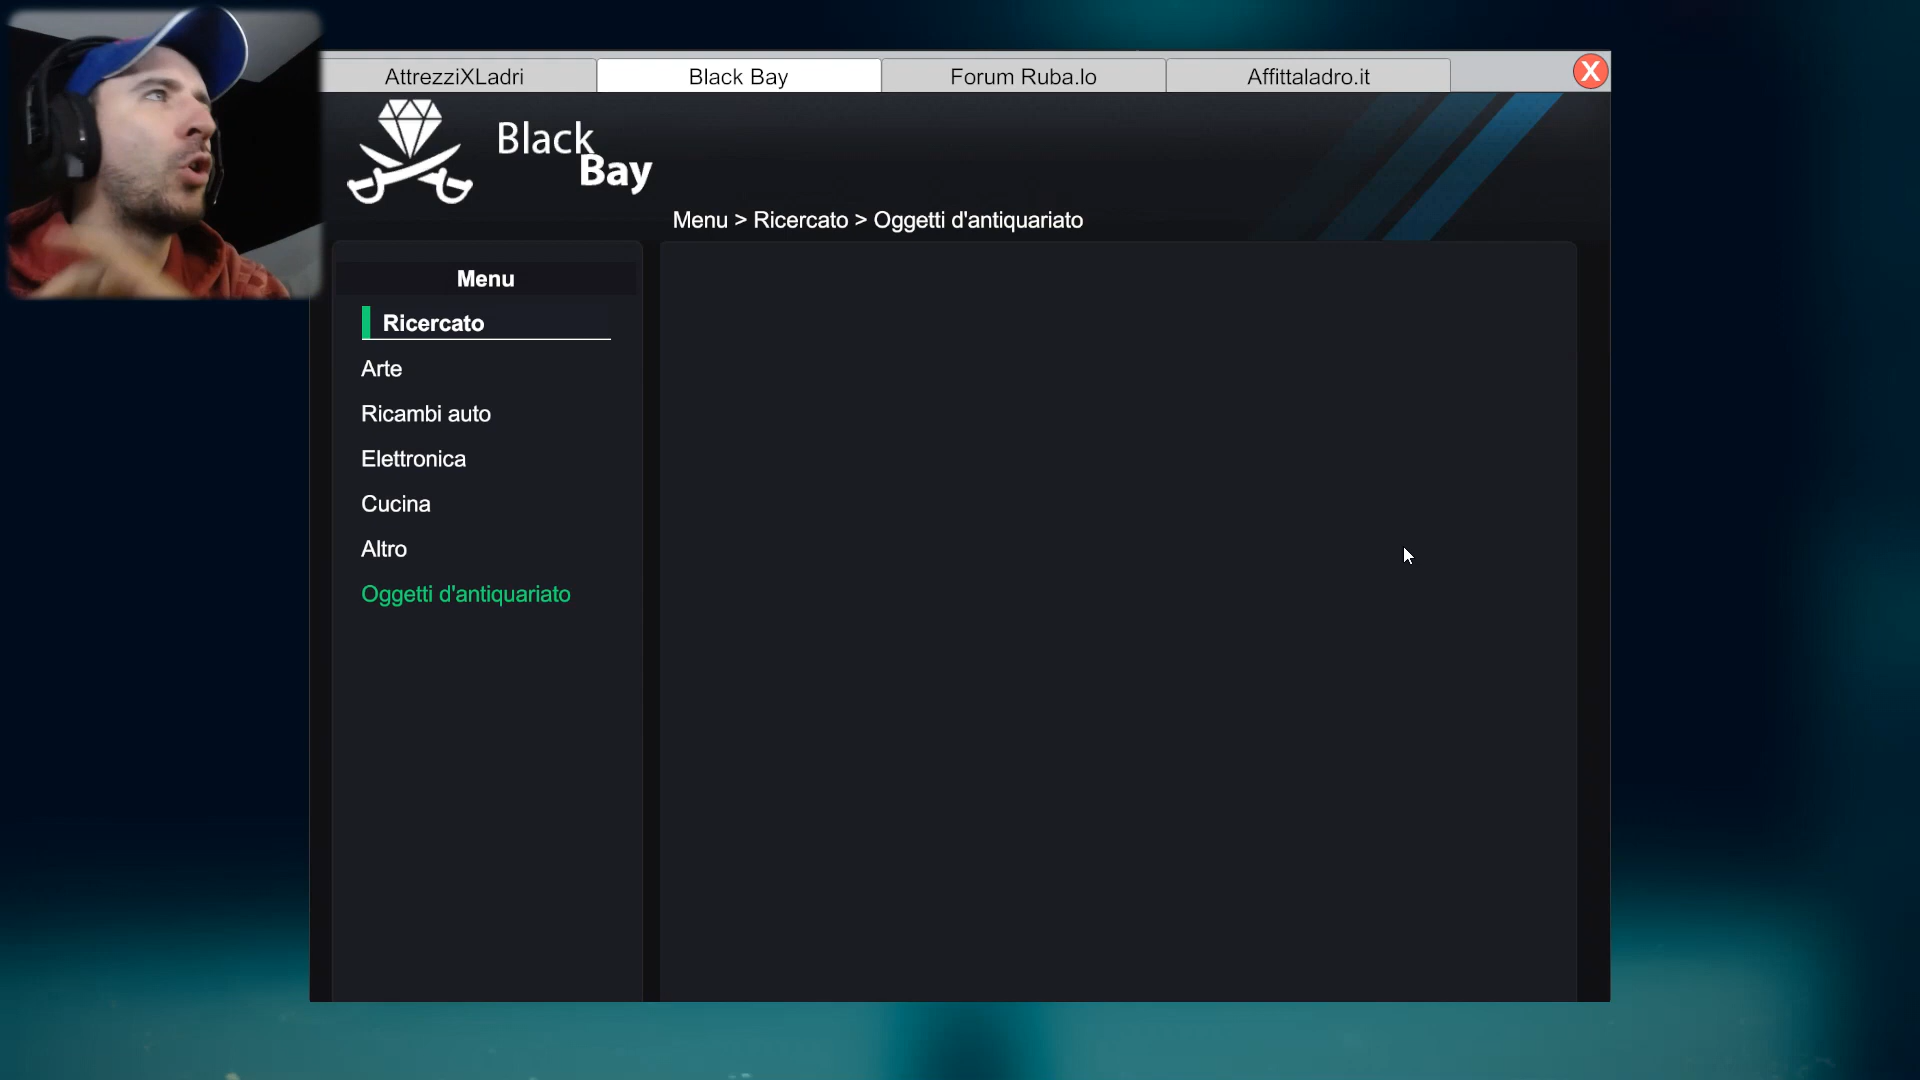 AttrezziXLadri
Black Bay
Forum Ruba.lo
Affittaladro.it
X
Black
Bay
Menu > Ricercato > Oggetti d'antiquariato
Menu
Ricercato
Arte
Ricambi auto
Elettronica
Cucina
Altro
Oggetti d'antiquariato